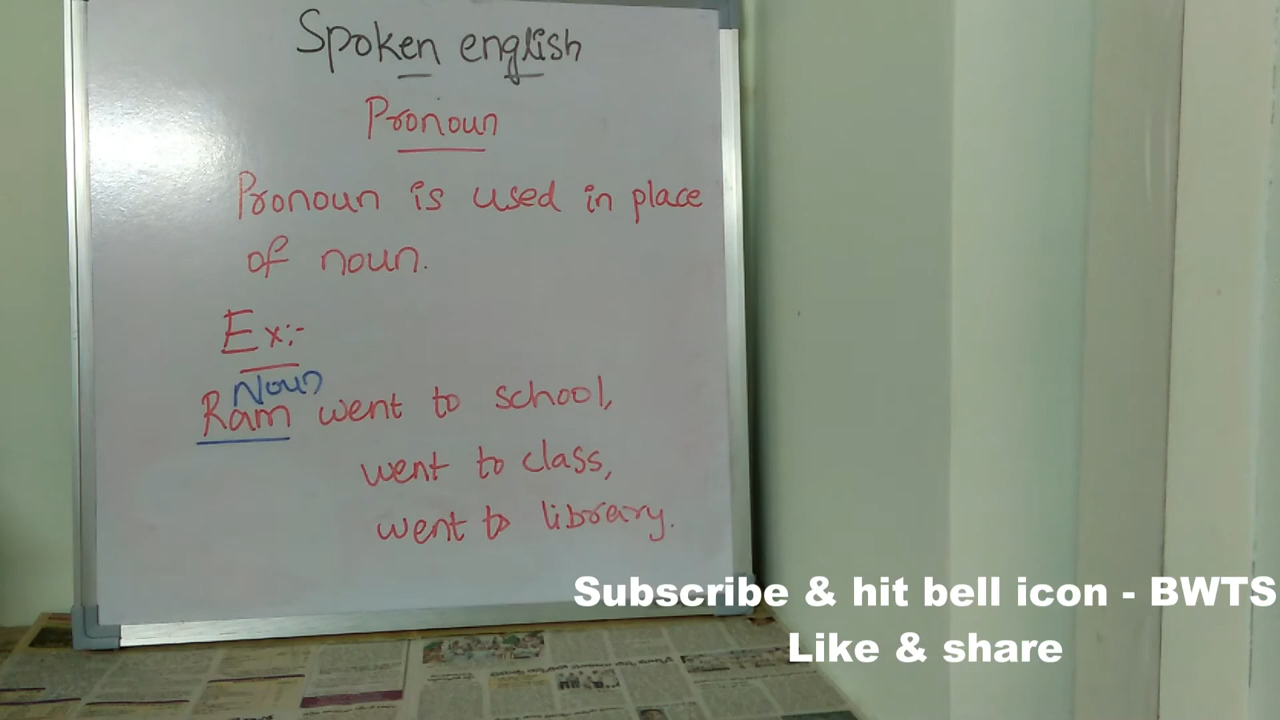 Spoken english
Pronoun
Pronoun is used in place
of noun.
Ex:-
Noun
Ram went to school,
went to class,
went to library.
Subscribe & hit bell icon - BWTS
Like & share